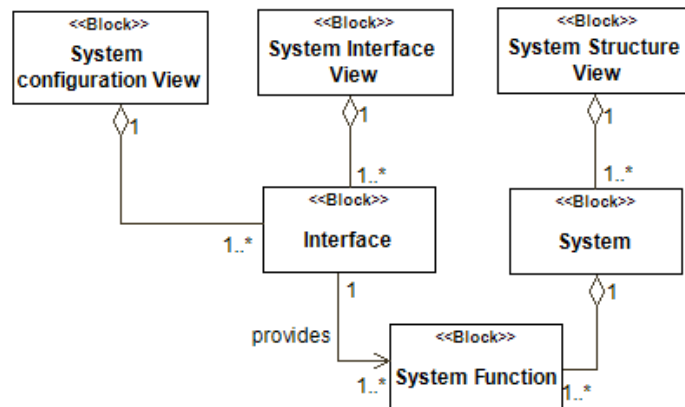 <<Block>>
System
configuration View
<<Block>>
System Interface
View
<<Block>>
System Structure
View
1
1
1
1..*
1..*
1..*
<<Block>>
Interface
<<Block>>
System
1
1
provides
1..*
<<Block>>
System Function
1..*